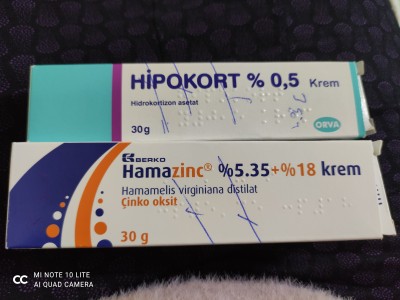 HİPOKORT % 0,5 Krem
Hidrokortizon asetat
30g
ORVA
BERKO
Hamazinc® %5.35+%18 krem
Hamamelis virginiana distilat
Çinko oksit
30 g
MI NOTE 10 LITE
AI QUAD CAMERA